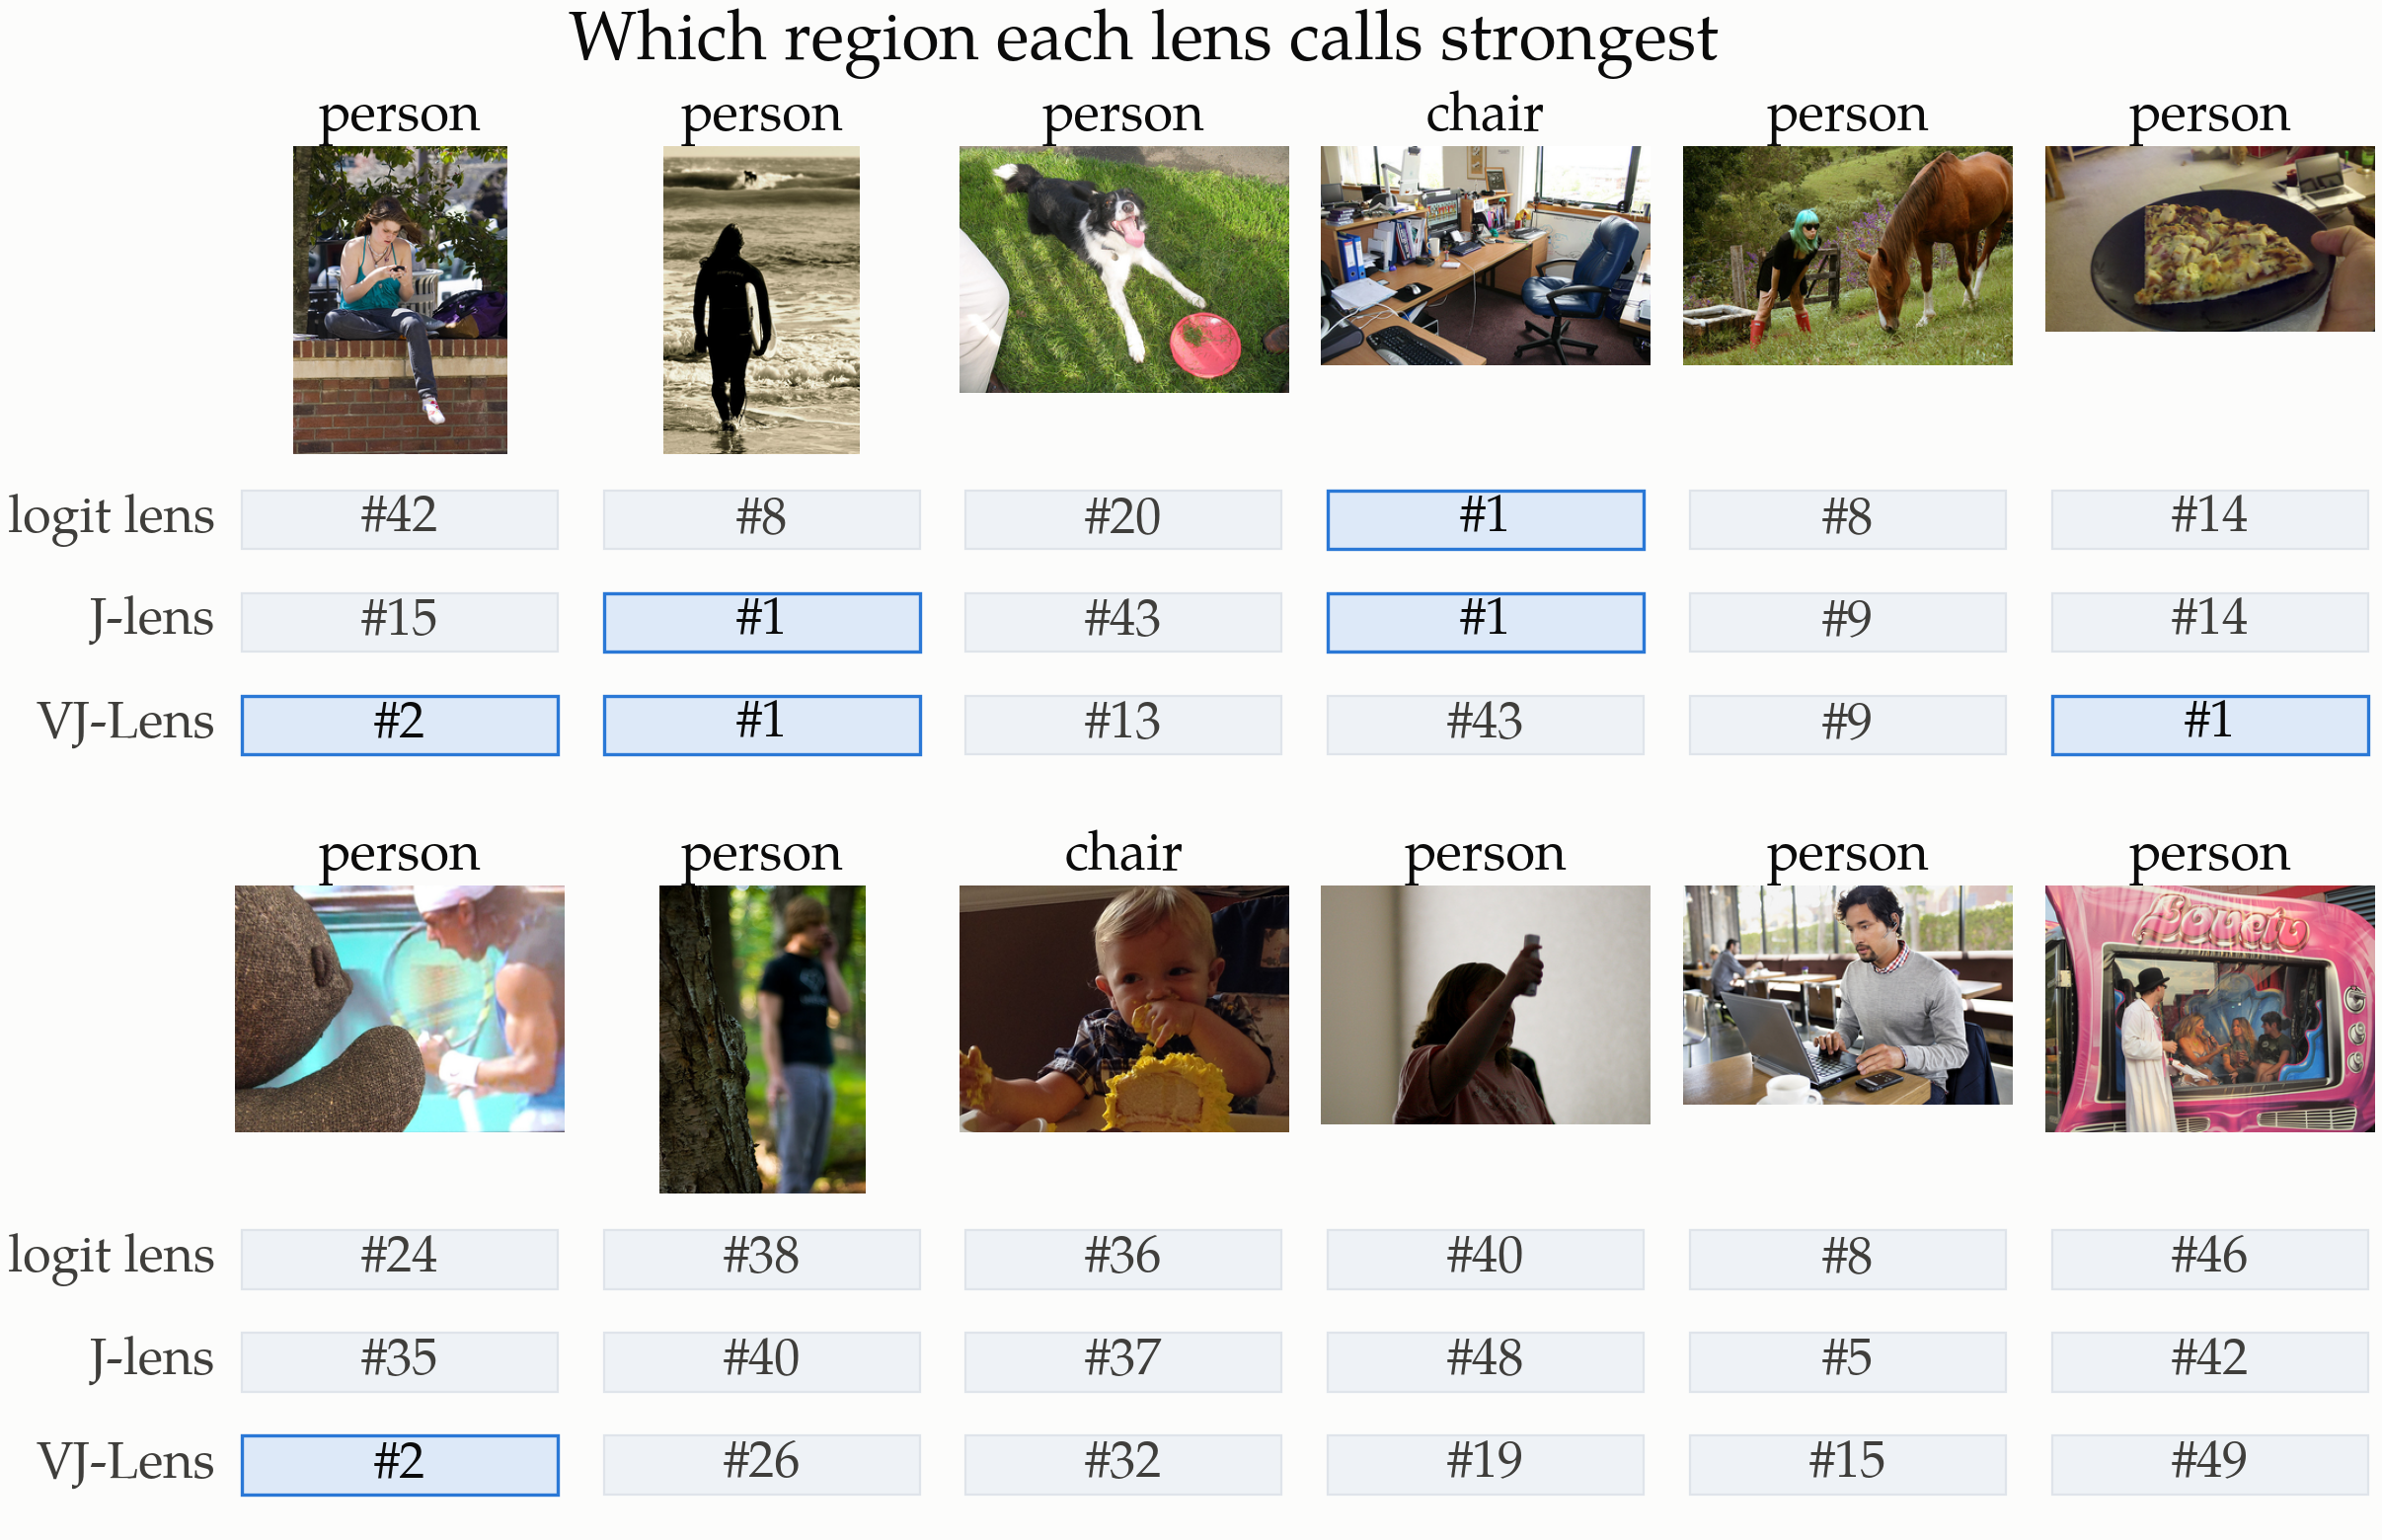 Which region each lens calls strongest
person person person chair person person
logit lens #42 #8 #20 #1 #8 #14
J-lens #15 #1 #43 #1 #9 #14
VJ-Lens #2 #1 #13 #43 #9 #1
person person chair person person person
logit lens #24 #38 #36 #40 #8 #46
J-lens #35 #40 #37 #48 #5 #42
VJ-Lens #2 #26 #32 #19 #15 #49